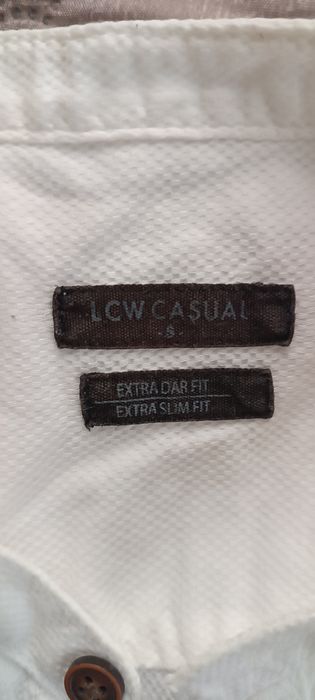 LCW CASUAL
-S-
EXTRA DAR FIT
EXTRA SLIM FIT